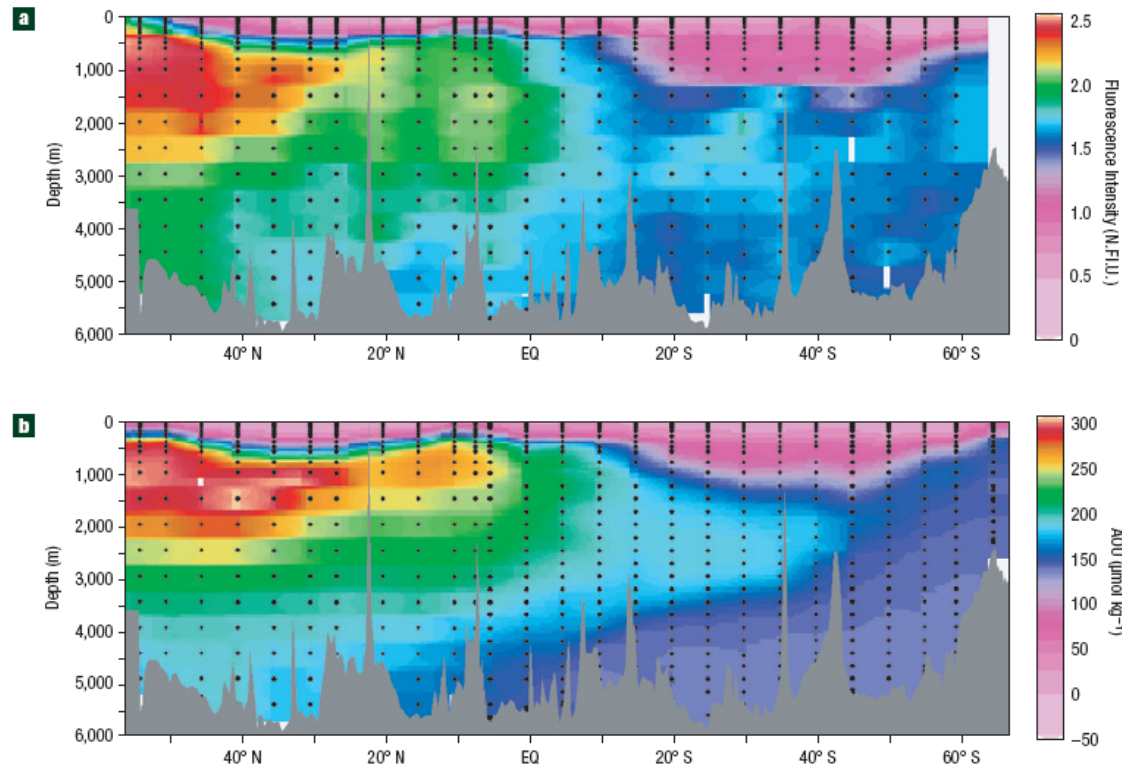 a
0
1,000
2,000
3,000
4,000
5,000
6,000
Depth (m)
40° N
20° N
EQ
20° S
40° S
60° S
2.5
2.0
1.5
1.0
0.5
0
Fluorescence Intensity (N.FI.U.)
b
0
1,000
2,000
3,000
4,000
5,000
6,000
Depth (m)
40° N
20° N
EQ
20° S
40° S
60° S
300
250
200
150
100
50
0
−50
AOU (μmol kg−1)